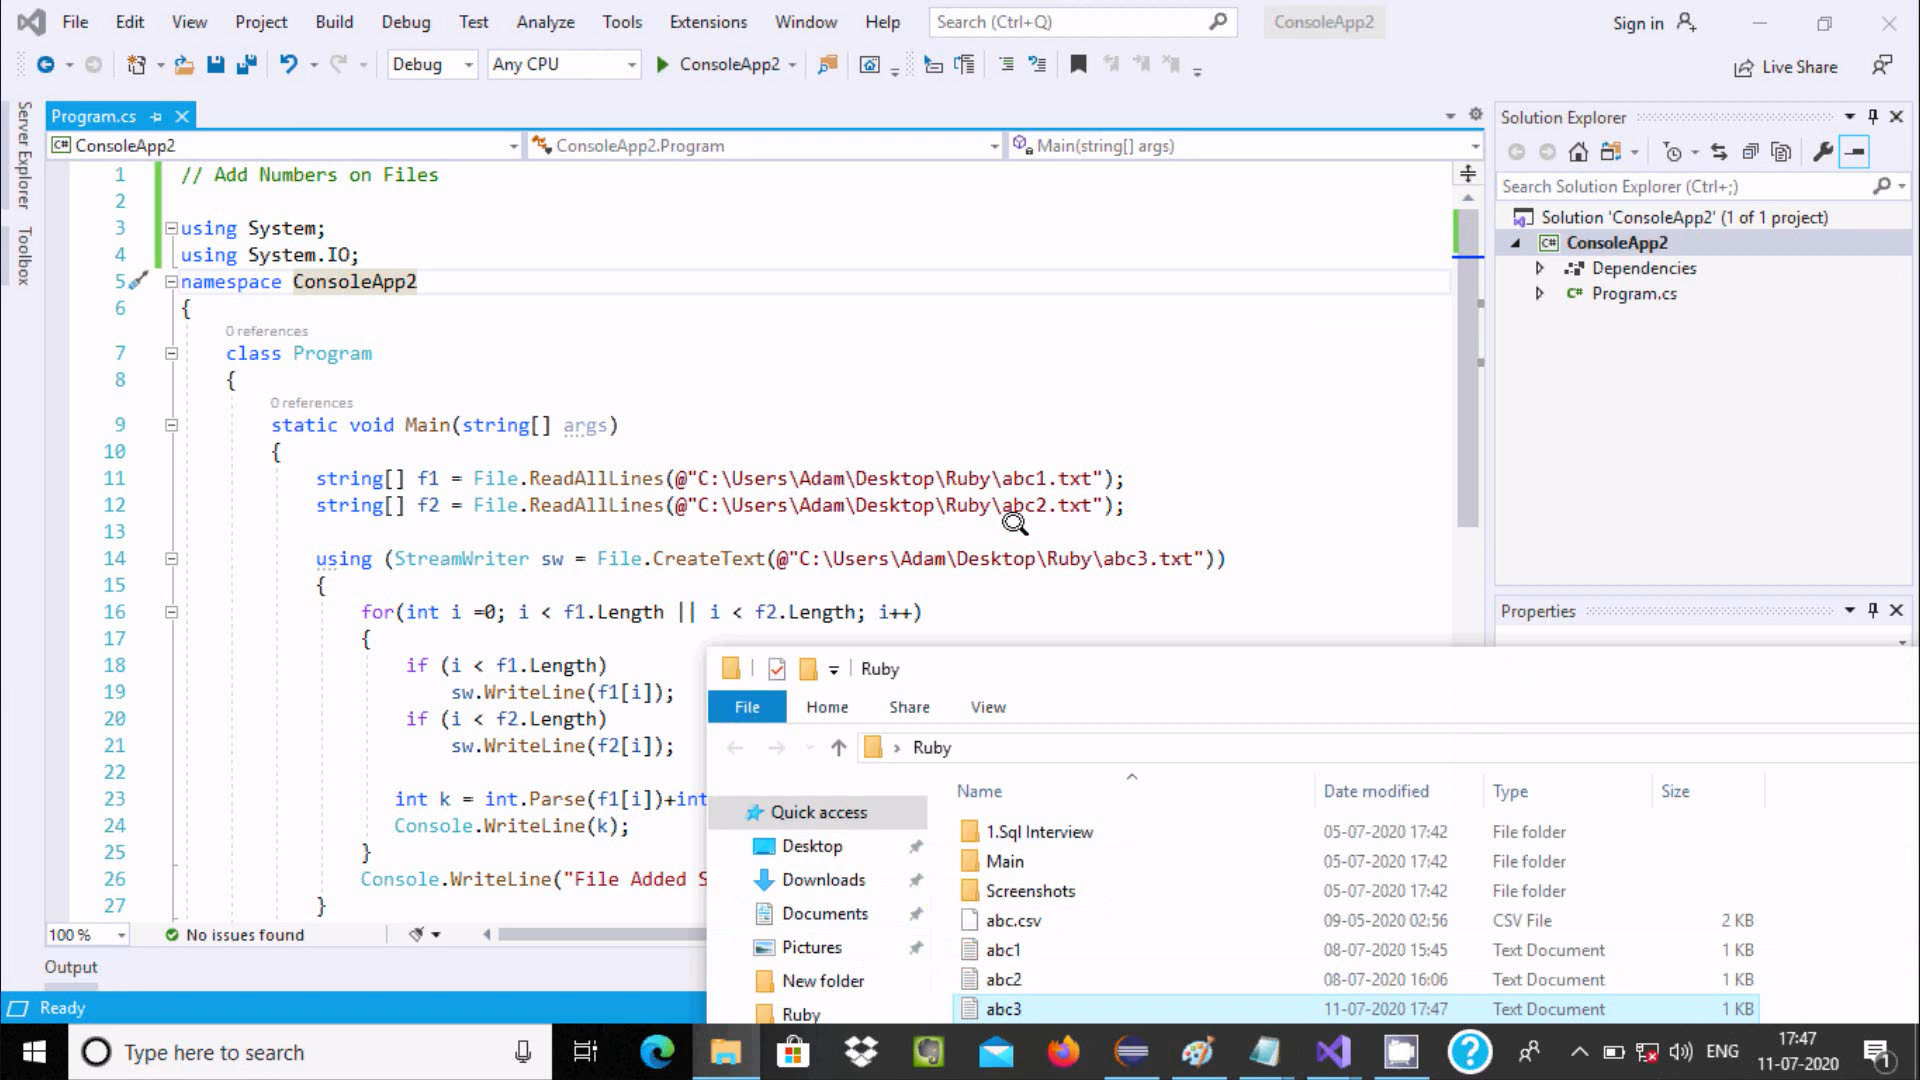 File Edit View Project Build Debug Test Analyze Tools Extensions Window Help Search (Ctrl+Q) ConsoleApp2 Sign in
Debug Any CPU ConsoleApp2 Live Share
Server Explorer
Toolbox
Program.cs
ConsoleApp2 ConsoleApp2.Program Main(string[] args)
1 // Add Numbers on Files
2
3 using System;
4 using System.IO;
5 namespace ConsoleApp2
6 {
0 references
7 class Program
8 {
0 references
9 static void Main(string[] args)
10 {
11 string[] f1 = File.ReadAllLines(@"C:\Users\Adam\Desktop\Ruby\abc1.txt");
12 string[] f2 = File.ReadAllLines(@"C:\Users\Adam\Desktop\Ruby\abc2.txt");
13
14 using (StreamWriter sw = File.CreateText(@"C:\Users\Adam\Desktop\Ruby\abc3.txt"))
15 {
16 for(int i =0; i < f1.Length || i < f2.Length; i++)
17 {
18 if (i < f1.Length)
19 sw.WriteLine(f1[i]);
20 if (i < f2.Length)
21 sw.WriteLine(f2[i]);
22
23 int k = int.Parse(f1[i])+int
24 Console.WriteLine(k);
25 }
26 Console.WriteLine("File Added S
27 }
100 % No issues found
Output
Ready
Solution Explorer
Search Solution Explorer (Ctrl+;)
Solution 'ConsoleApp2' (1 of 1 project)
C# ConsoleApp2
Dependencies
C# Program.cs
Properties
Ruby
File Home Share View
Ruby
Name Date modified Type Size
Quick access
Desktop
Downloads
Documents
Pictures
New folder
Ruby
1.Sql Interview 05-07-2020 17:42 File folder
Main 05-07-2020 17:42 File folder
Screenshots 05-07-2020 17:42 File folder
abc.csv 09-05-2020 02:56 CSV File 2 KB
abc1 08-07-2020 15:45 Text Document 1 KB
abc2 08-07-2020 16:06 Text Document 1 KB
abc3 11-07-2020 17:47 Text Document 1 KB
Type here to search
ENG
17:47
11-07-2020
1